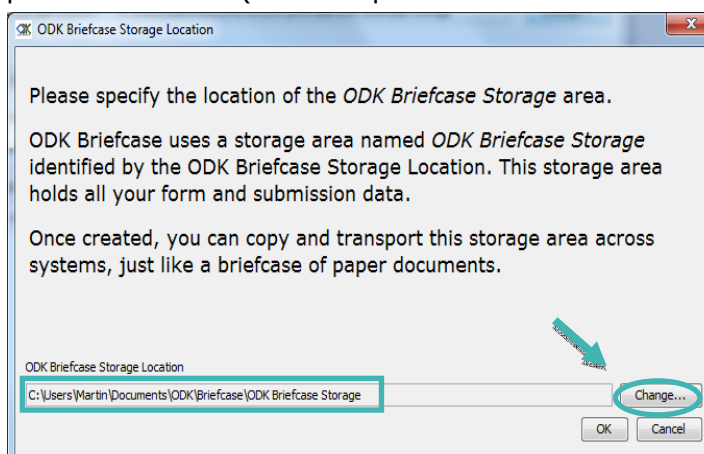 ODK Briefcase Storage Location
X
Please specify the location of the ODK Briefcase Storage area.
ODK Briefcase uses a storage area named ODK Briefcase Storage
identified by the ODK Briefcase Storage Location. This storage area
holds all your form and submission data.
Once created, you can copy and transport this storage area across
systems, just like a briefcase of paper documents.
ODK Briefcase Storage Location
C:\Users\Martin\Documents\ODK\Briefcase\ODK Briefcase Storage
Change...
OK Cancel